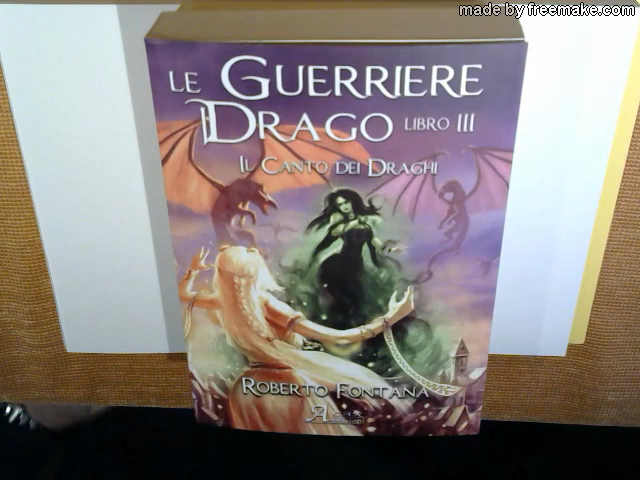 made by freemake.com
LE GUERRIERE
DRAGO LIBRO III
IL CANTO DEI DRAGHI
ROBERTO FONTANA